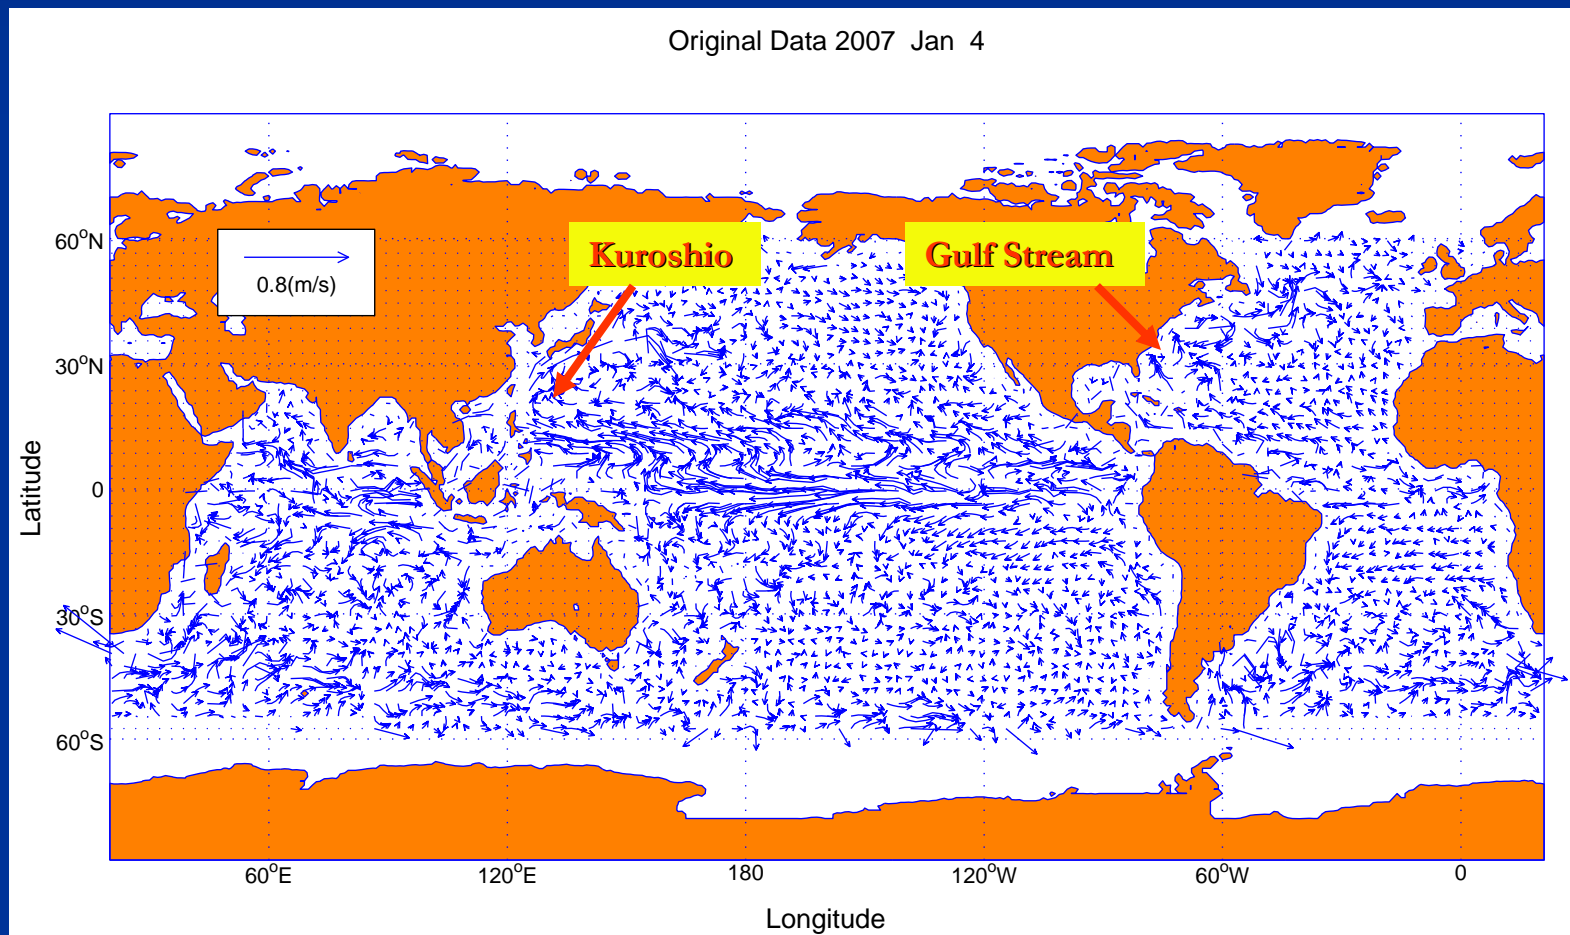 Original Data 2007 Jan 4
Kuroshio
Gulf Stream
0.8(m/s)
60°N
30°N
0
30°S
60°S
Latitude
60°E
120°E
180
120°W
60°W
0
Longitude